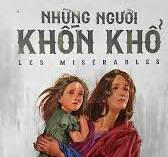 NHỮNG NGƯỜI
KHỐN KHỔ
LES MISÉRABLES